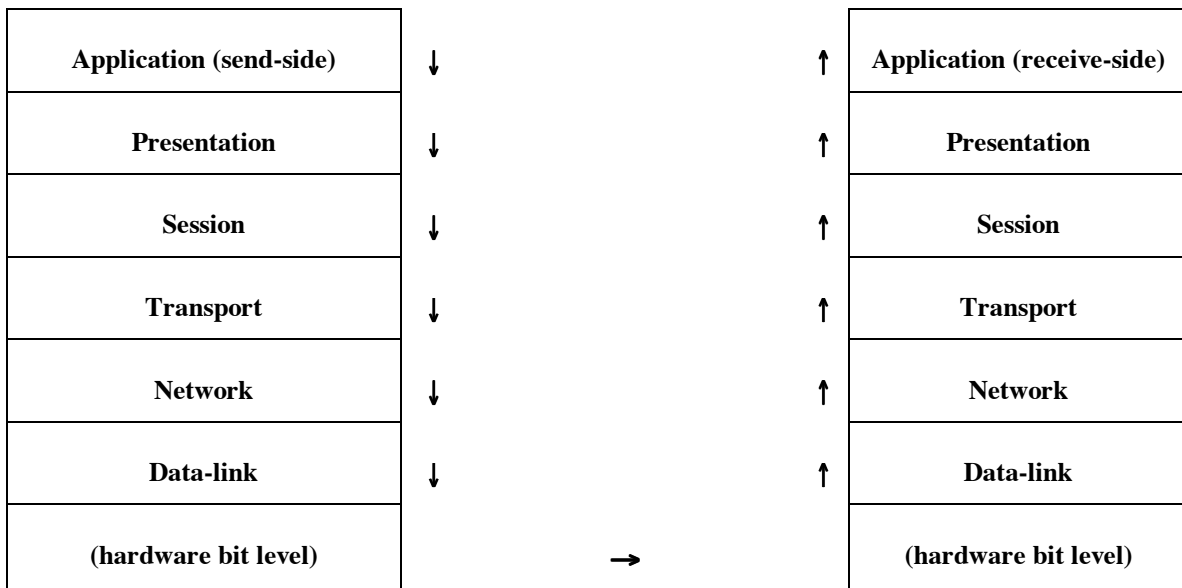 Application (send-side) ↓ ↑ Application (receive-side)
Presentation ↓ ↑ Presentation
Session ↓ ↑ Session
Transport ↓ ↑ Transport
Network ↓ ↑ Network
Data-link ↓ ↑ Data-link
(hardware bit level) → (hardware bit level)